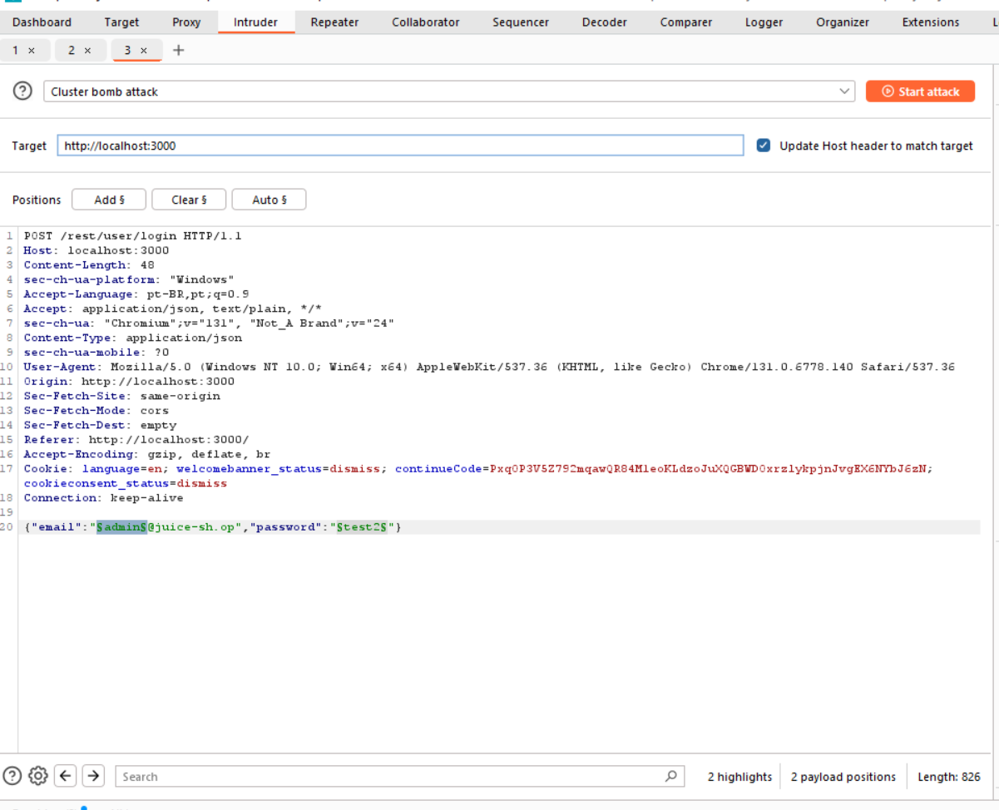 Dashboard Target Proxy Intruder Repeater Collaborator Sequencer Decoder Comparer Logger Organizer Extensions
1 × 2 × 3 × +
Cluster bomb attack Start attack
Target http://localhost:3000 Update Host header to match target
Positions Add § Clear § Auto §
1 POST /rest/user/login HTTP/1.1
2 Host: localhost:3000
3 Content-Length: 48
4 sec-ch-ua-platform: "Windows"
5 Accept-Language: pt-BR,pt;q=0.9
6 Accept: application/json, text/plain, */*
7 sec-ch-ua: "Chromium";v="131", "Not_A Brand";v="24"
8 Content-Type: application/json
9 sec-ch-ua-mobile: ?0
10 User-Agent: Mozilla/5.0 (Windows NT 10.0; Win64; x64) AppleWebKit/537.36 (KHTML, like Gecko) Chrome/131.0.6778.140 Safari/537.36
11 Origin: http://localhost:3000
12 Sec-Fetch-Site: same-origin
13 Sec-Fetch-Mode: cors
14 Sec-Fetch-Dest: empty
15 Referer: http://localhost:3000/
16 Accept-Encoding: gzip, deflate, br
17 Cookie: language=en; welcomebanner_status=dismiss; continueCode=PxqOP3V5Z792mqawQR84MleoKLdzoJuXQGBWDOxrzlykpjnJvgEX6NYbJ6zN;
cookieconsent_status=dismiss
18 Connection: keep-alive
19
20 {"email":"§admin§@juice-sh.op","password":"§test2§"}
Search 2 highlights 2 payload positions Length: 826